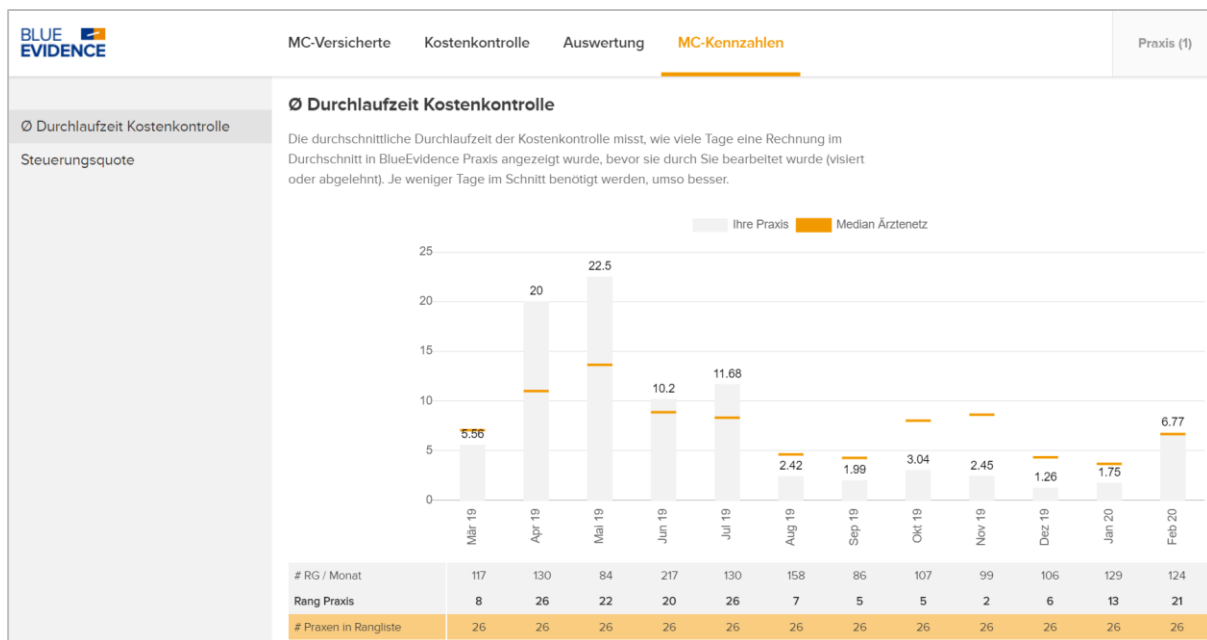 BLUE
EVIDENCE
MC-Versicherte Kostenkontrolle Auswertung MC-Kennzahlen Praxis (1)
Ø Durchlaufzeit Kostenkontrolle
Steuerungsquote
Ø Durchlaufzeit Kostenkontrolle
Die durchschnittliche Durchlaufzeit der Kostenkontrolle misst, wie viele Tage eine Rechnung im
Durchschnitt in BlueEvidence Praxis angezeigt wurde, bevor sie durch Sie bearbeitet wurde (visiert
oder abgelehnt). Je weniger Tage im Schnitt benötigt werden, umso besser.
Ihre Praxis Median Ärztenetz
25
20
15
10
5
0
5.56 20 22.5 10.2 11.68 2.42 1.99 3.04 2.45 1.26 1.75 6.77
Mär 19 Apr 19 Mai 19 Jun 19 Jul 19 Aug 19 Sep 19 Okt 19 Nov 19 Dez 19 Jan 20 Feb 20
# RG / Monat 117 130 84 217 130 158 86 107 99 106 129 124
Rang Praxis 8 26 22 20 26 7 5 5 2 6 13 21
# Praxen in Rangliste 26 26 26 26 26 26 26 26 26 26 26 26